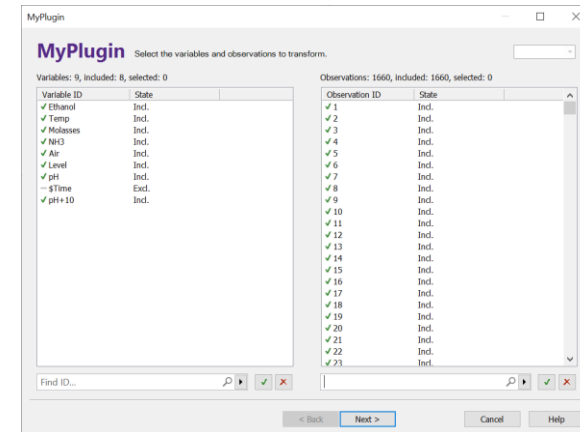 MyPlugin
MyPlugin Select the variables and observations to transform.
Variables: 9, included: 8, selected: 0
Variable ID State
Ethanol Incl.
Temp Incl.
Molasses Incl.
NH3 Incl.
Air Incl.
Level Incl.
pH Incl.
$Time Excl.
pH+10 Incl.
Find ID...
Observations: 1660, included: 1660, selected: 0
Observation ID State
1 Incl.
2 Incl.
3 Incl.
4 Incl.
5 Incl.
6 Incl.
7 Incl.
8 Incl.
9 Incl.
10 Incl.
11 Incl.
12 Incl.
13 Incl.
14 Incl.
15 Incl.
16 Incl.
17 Incl.
18 Incl.
19 Incl.
20 Incl.
21 Incl.
22 Incl.
23 Incl.
< Back Next > Cancel Help